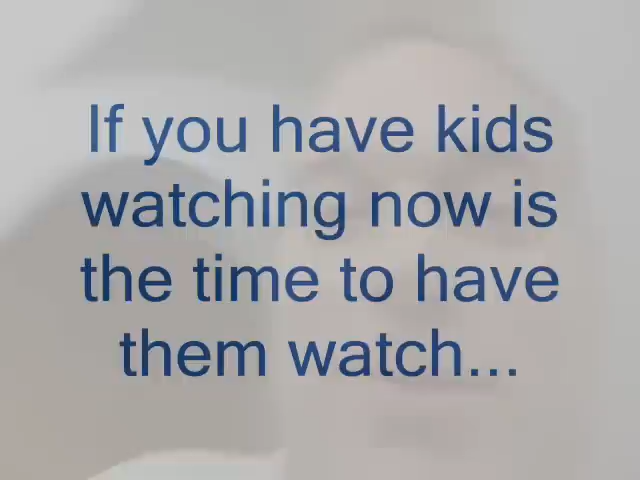 If you have kids
watching now is
the time to have
them watch...